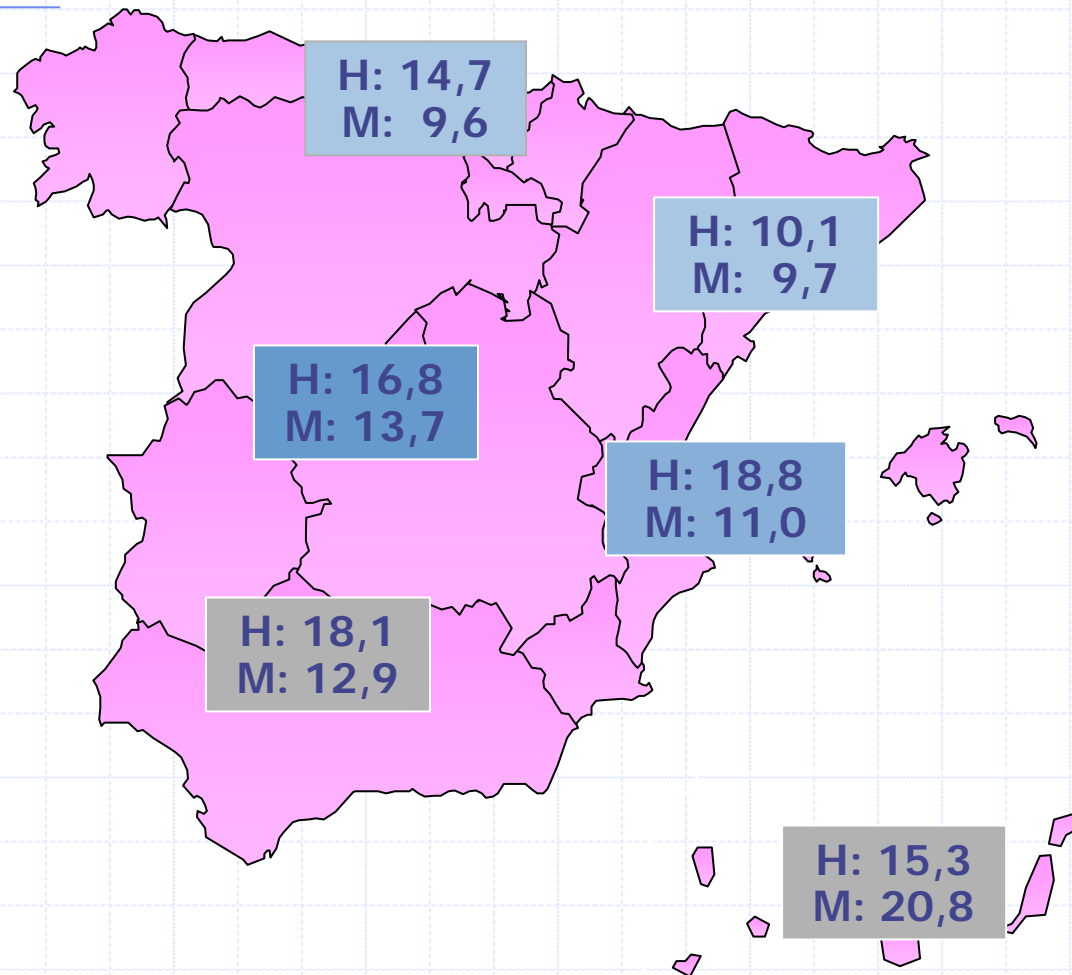 H: 14,7
M: 9,6
H: 10,1
M: 9,7
H: 16,8
M: 13,7
H: 18,8
M: 11,0
H: 18,1
M: 12,9
H: 15,3
M: 20,8